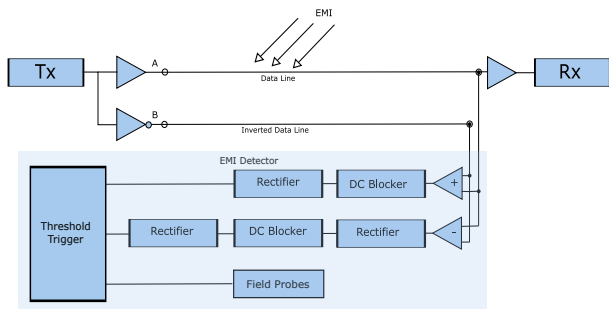 EMI
Tx
A
Data Line
Rx
B
Inverted Data Line
EMI Detector
Rectifier
DC Blocker
+
Threshold
Trigger
Rectifier
DC Blocker
Rectifier
-
Field Probes